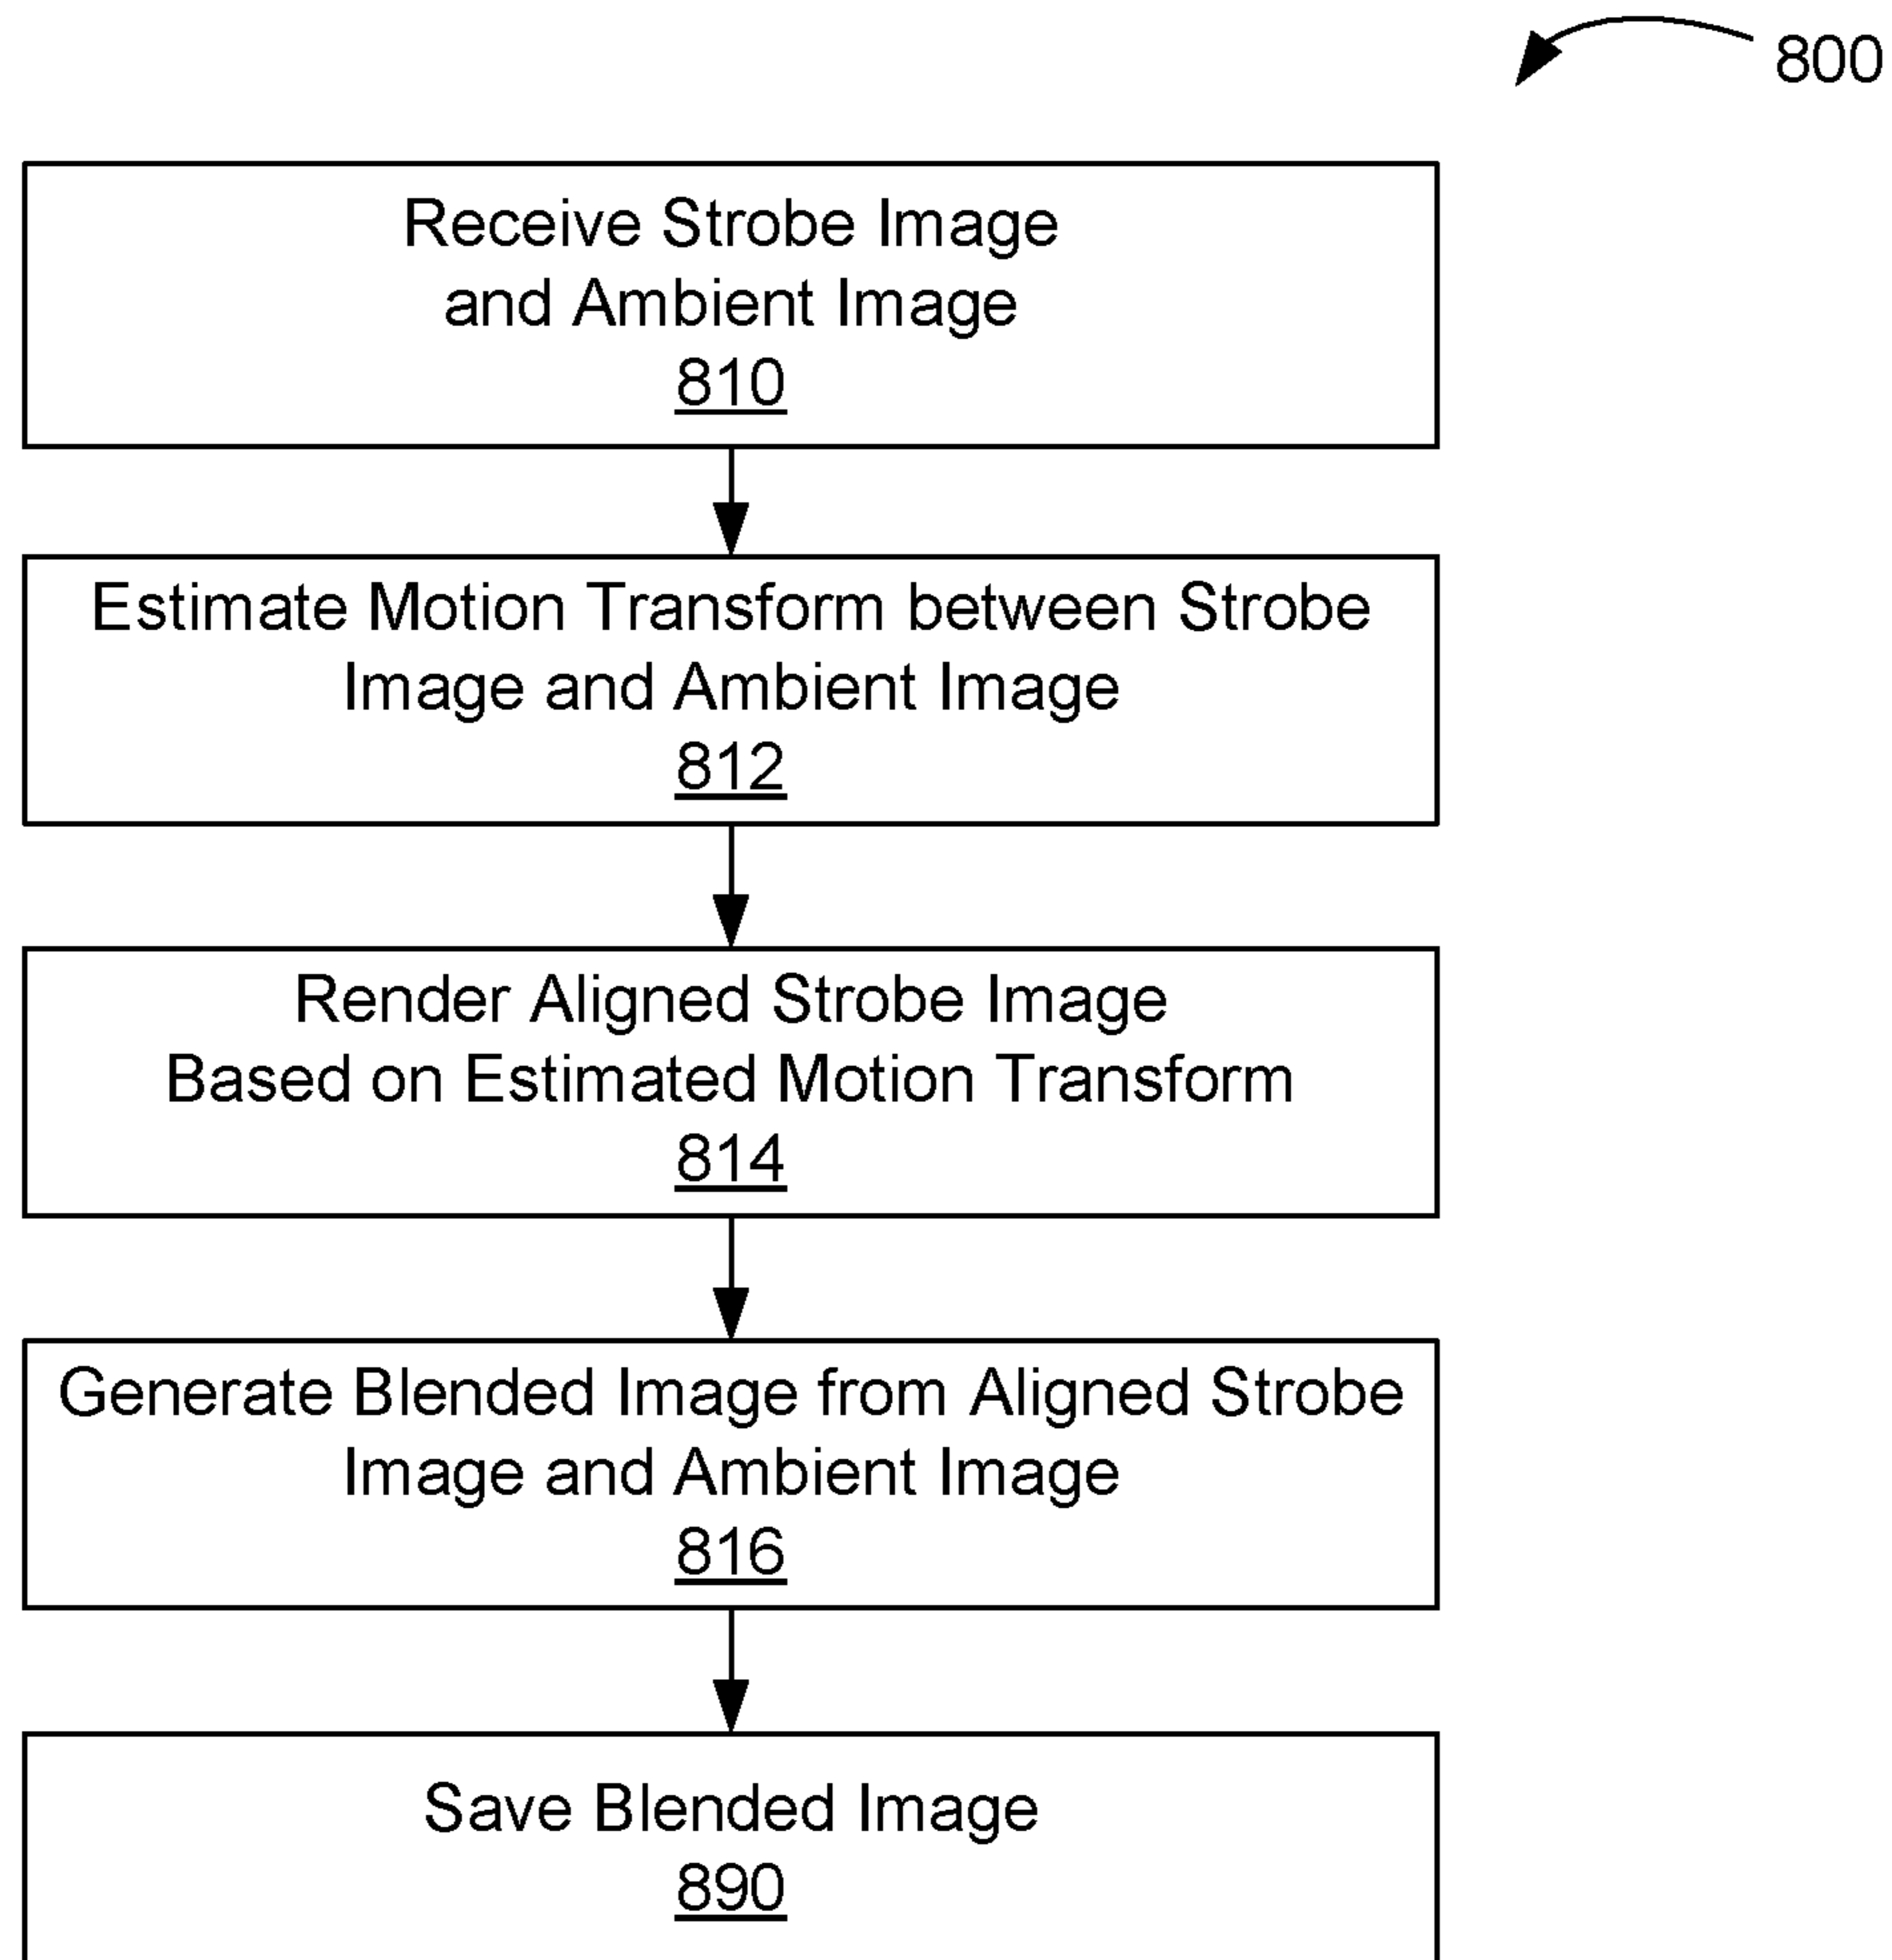 800
Receive Strobe Image
and Ambient Image
810
Estimate Motion Transform between Strobe
Image and Ambient Image
812
Render Aligned Strobe Image
Based on Estimated Motion Transform
814
Generate Blended Image from Aligned Strobe
Image and Ambient Image
816
Save Blended Image
890